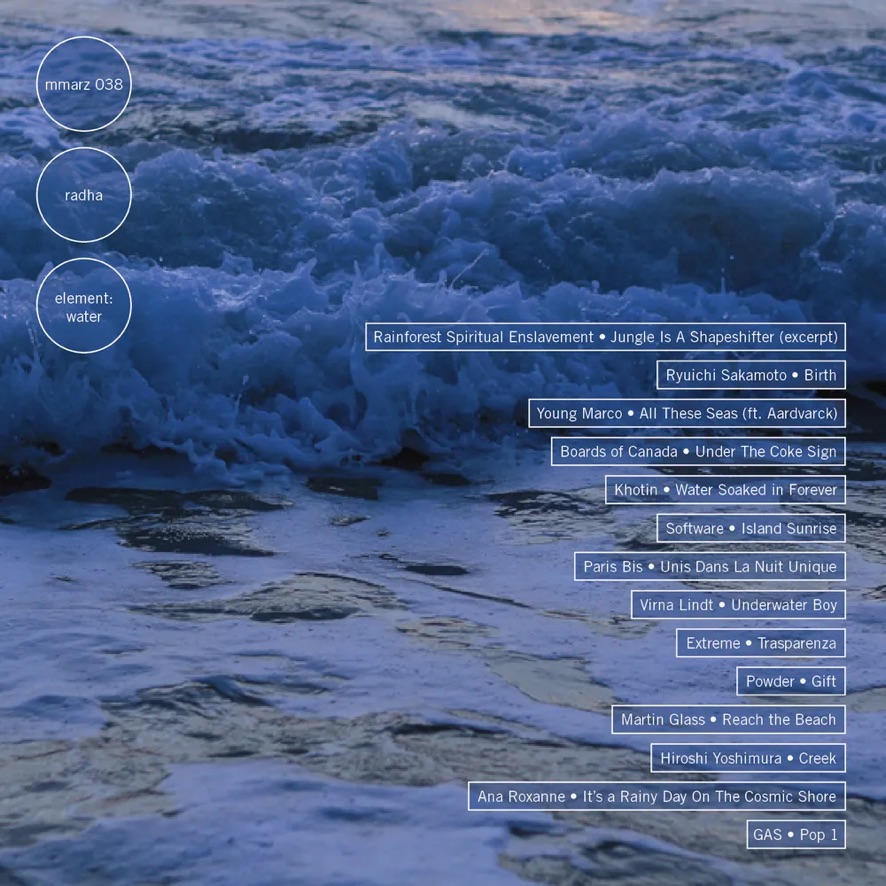 mmarz 038
radha
element:
water
Rainforest Spiritual Enslavement • Jungle Is A Shapeshifter (excerpt)
Ryuichi Sakamoto • Birth
Young Marco • All These Seas (ft. Aardvarck)
Boards of Canada • Under The Coke Sign
Khotin • Water Soaked in Forever
Software • Island Sunrise
Paris Bis • Unis Dans La Nuit Unique
Virna Lindt • Underwater Boy
Extreme • Trasparenza
Powder • Gift
Martin Glass • Reach the Beach
Hiroshi Yoshimura • Creek
Ana Roxanne • It's a Rainy Day On The Cosmic Shore
GAS • Pop 1